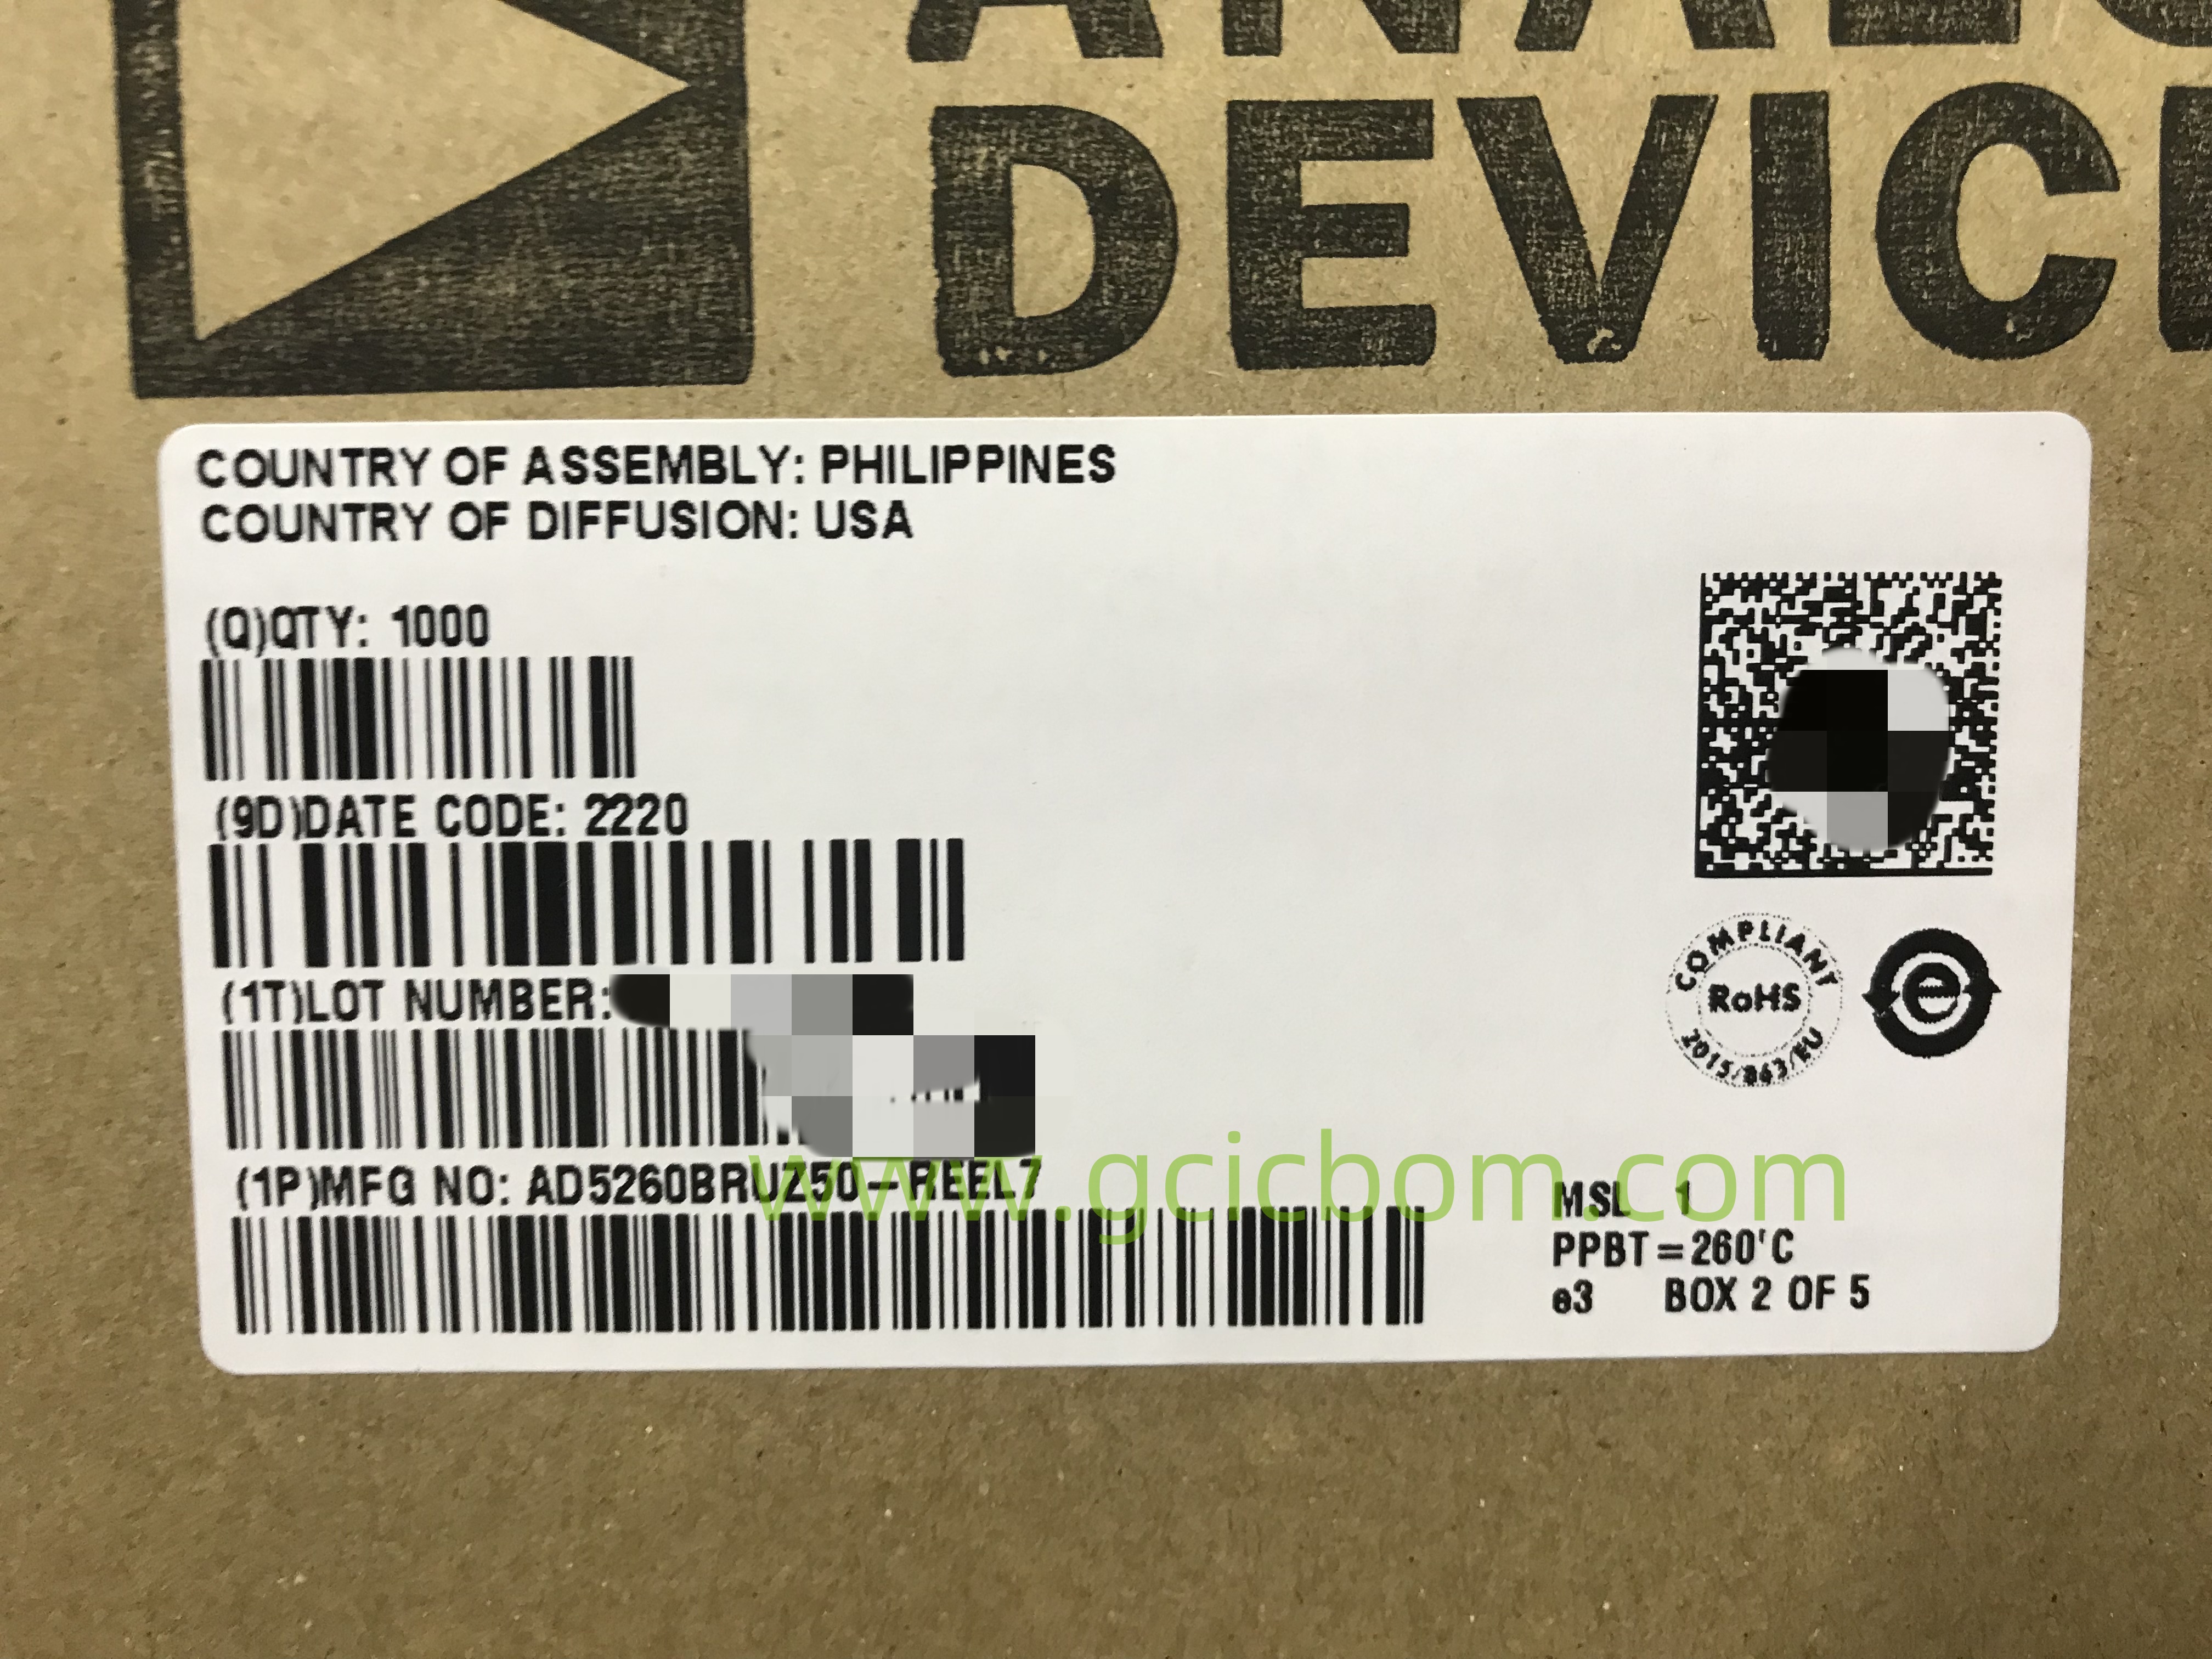 DEVIC
COUNTRY OF ASSEMBLY: PHILIPPINES
COUNTRY OF DIFFUSION: USA
(Q)QTY: 1000
(9D)DATE CODE: 2220
(1T)LOT NUMBER:
(1P)MFG NO: AD5260BRUZ50-REEL7
COMPLIANT
RoHS
2015/863/EU
e
www.gcicbom.com
MSL 1
PPBT=260'C
e3 BOX 2 OF 5